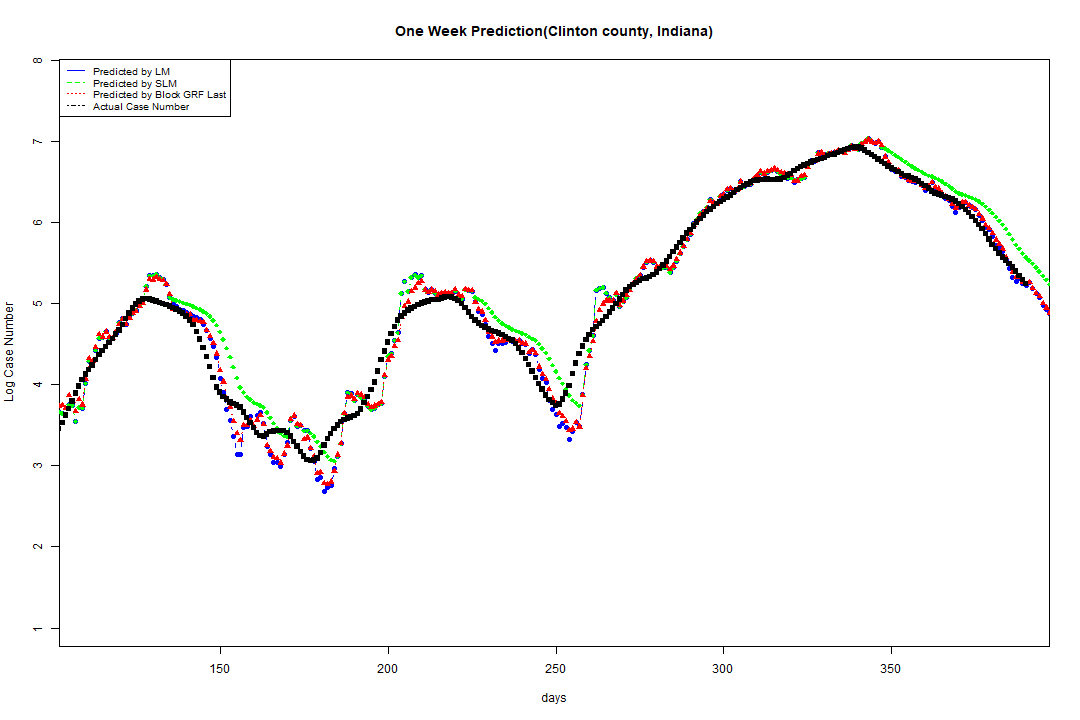 One Week Prediction(Clinton county, Indiana)
Predicted by LM
Predicted by SLM
Predicted by Block GRF Last
Actual Case Number
Log Case Number
8
7
6
5
4
3
2
1
150 200 250 300 350
days